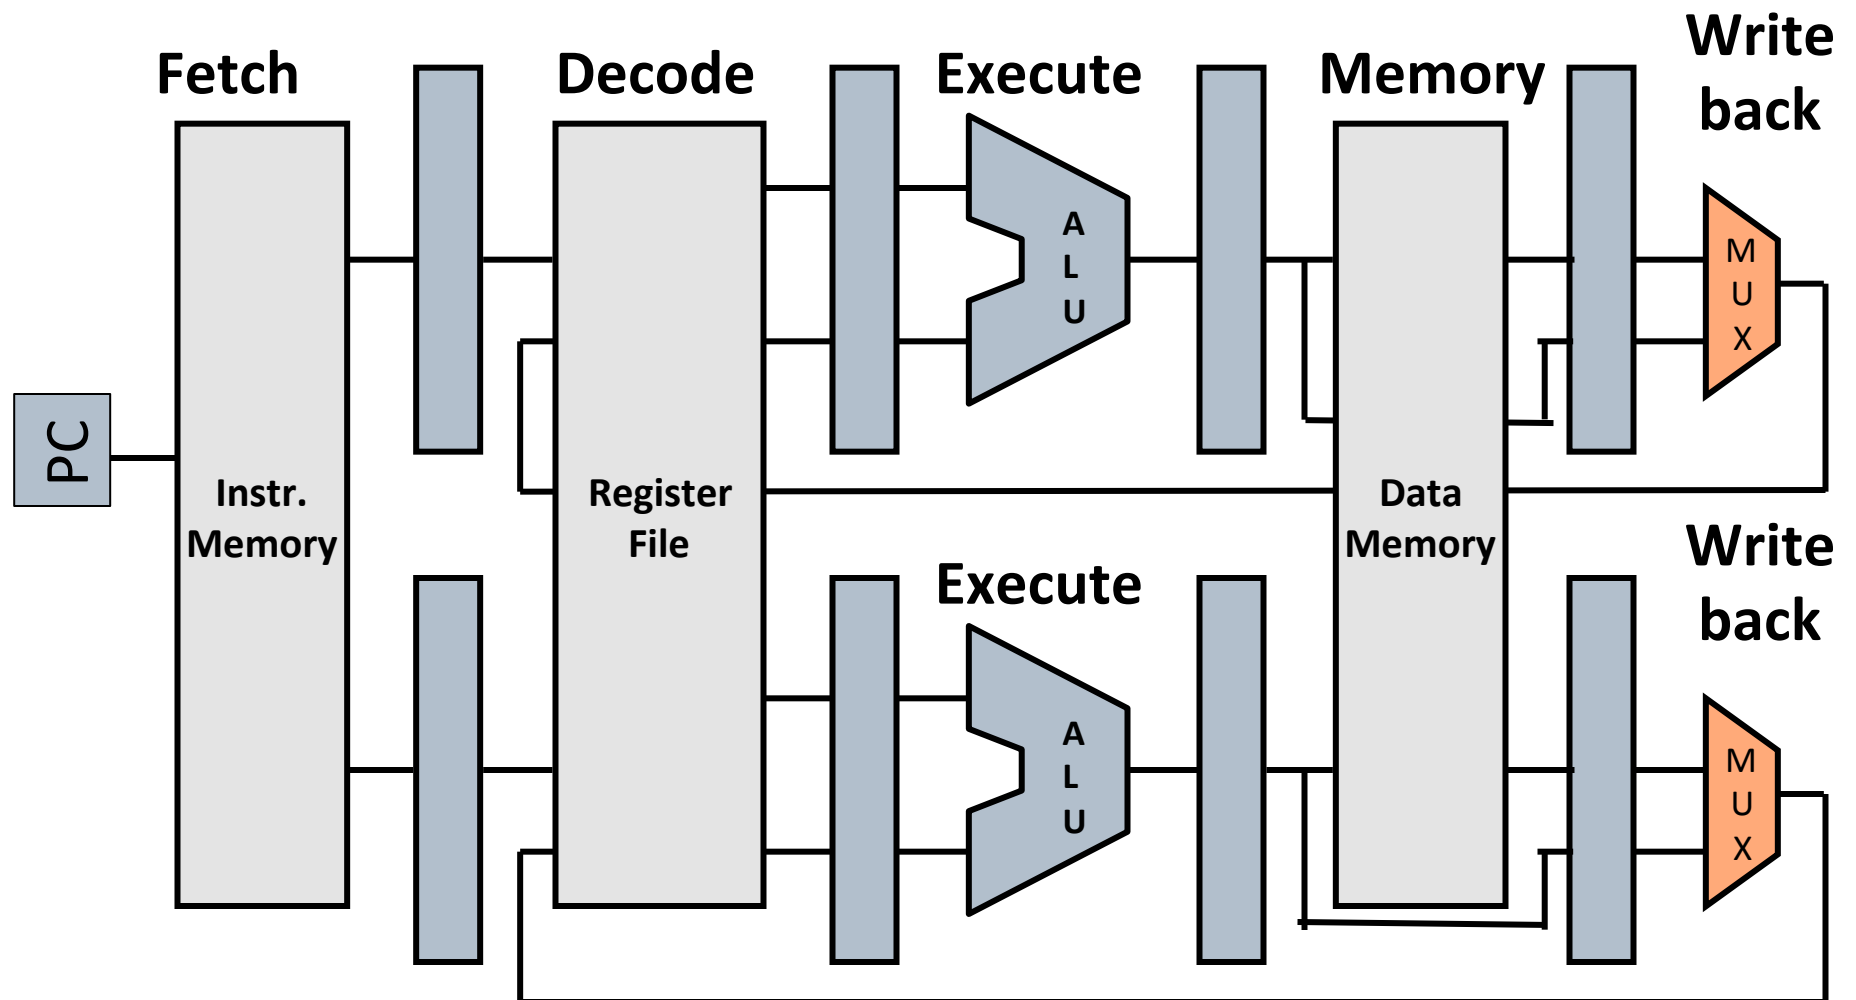 Fetch
Decode
Execute
Memory
Write
back
A
L
U
M
U
X
PC
Instr.
Memory
Register
File
Data
Memory
Execute
Write
back
A
L
U
M
U
X